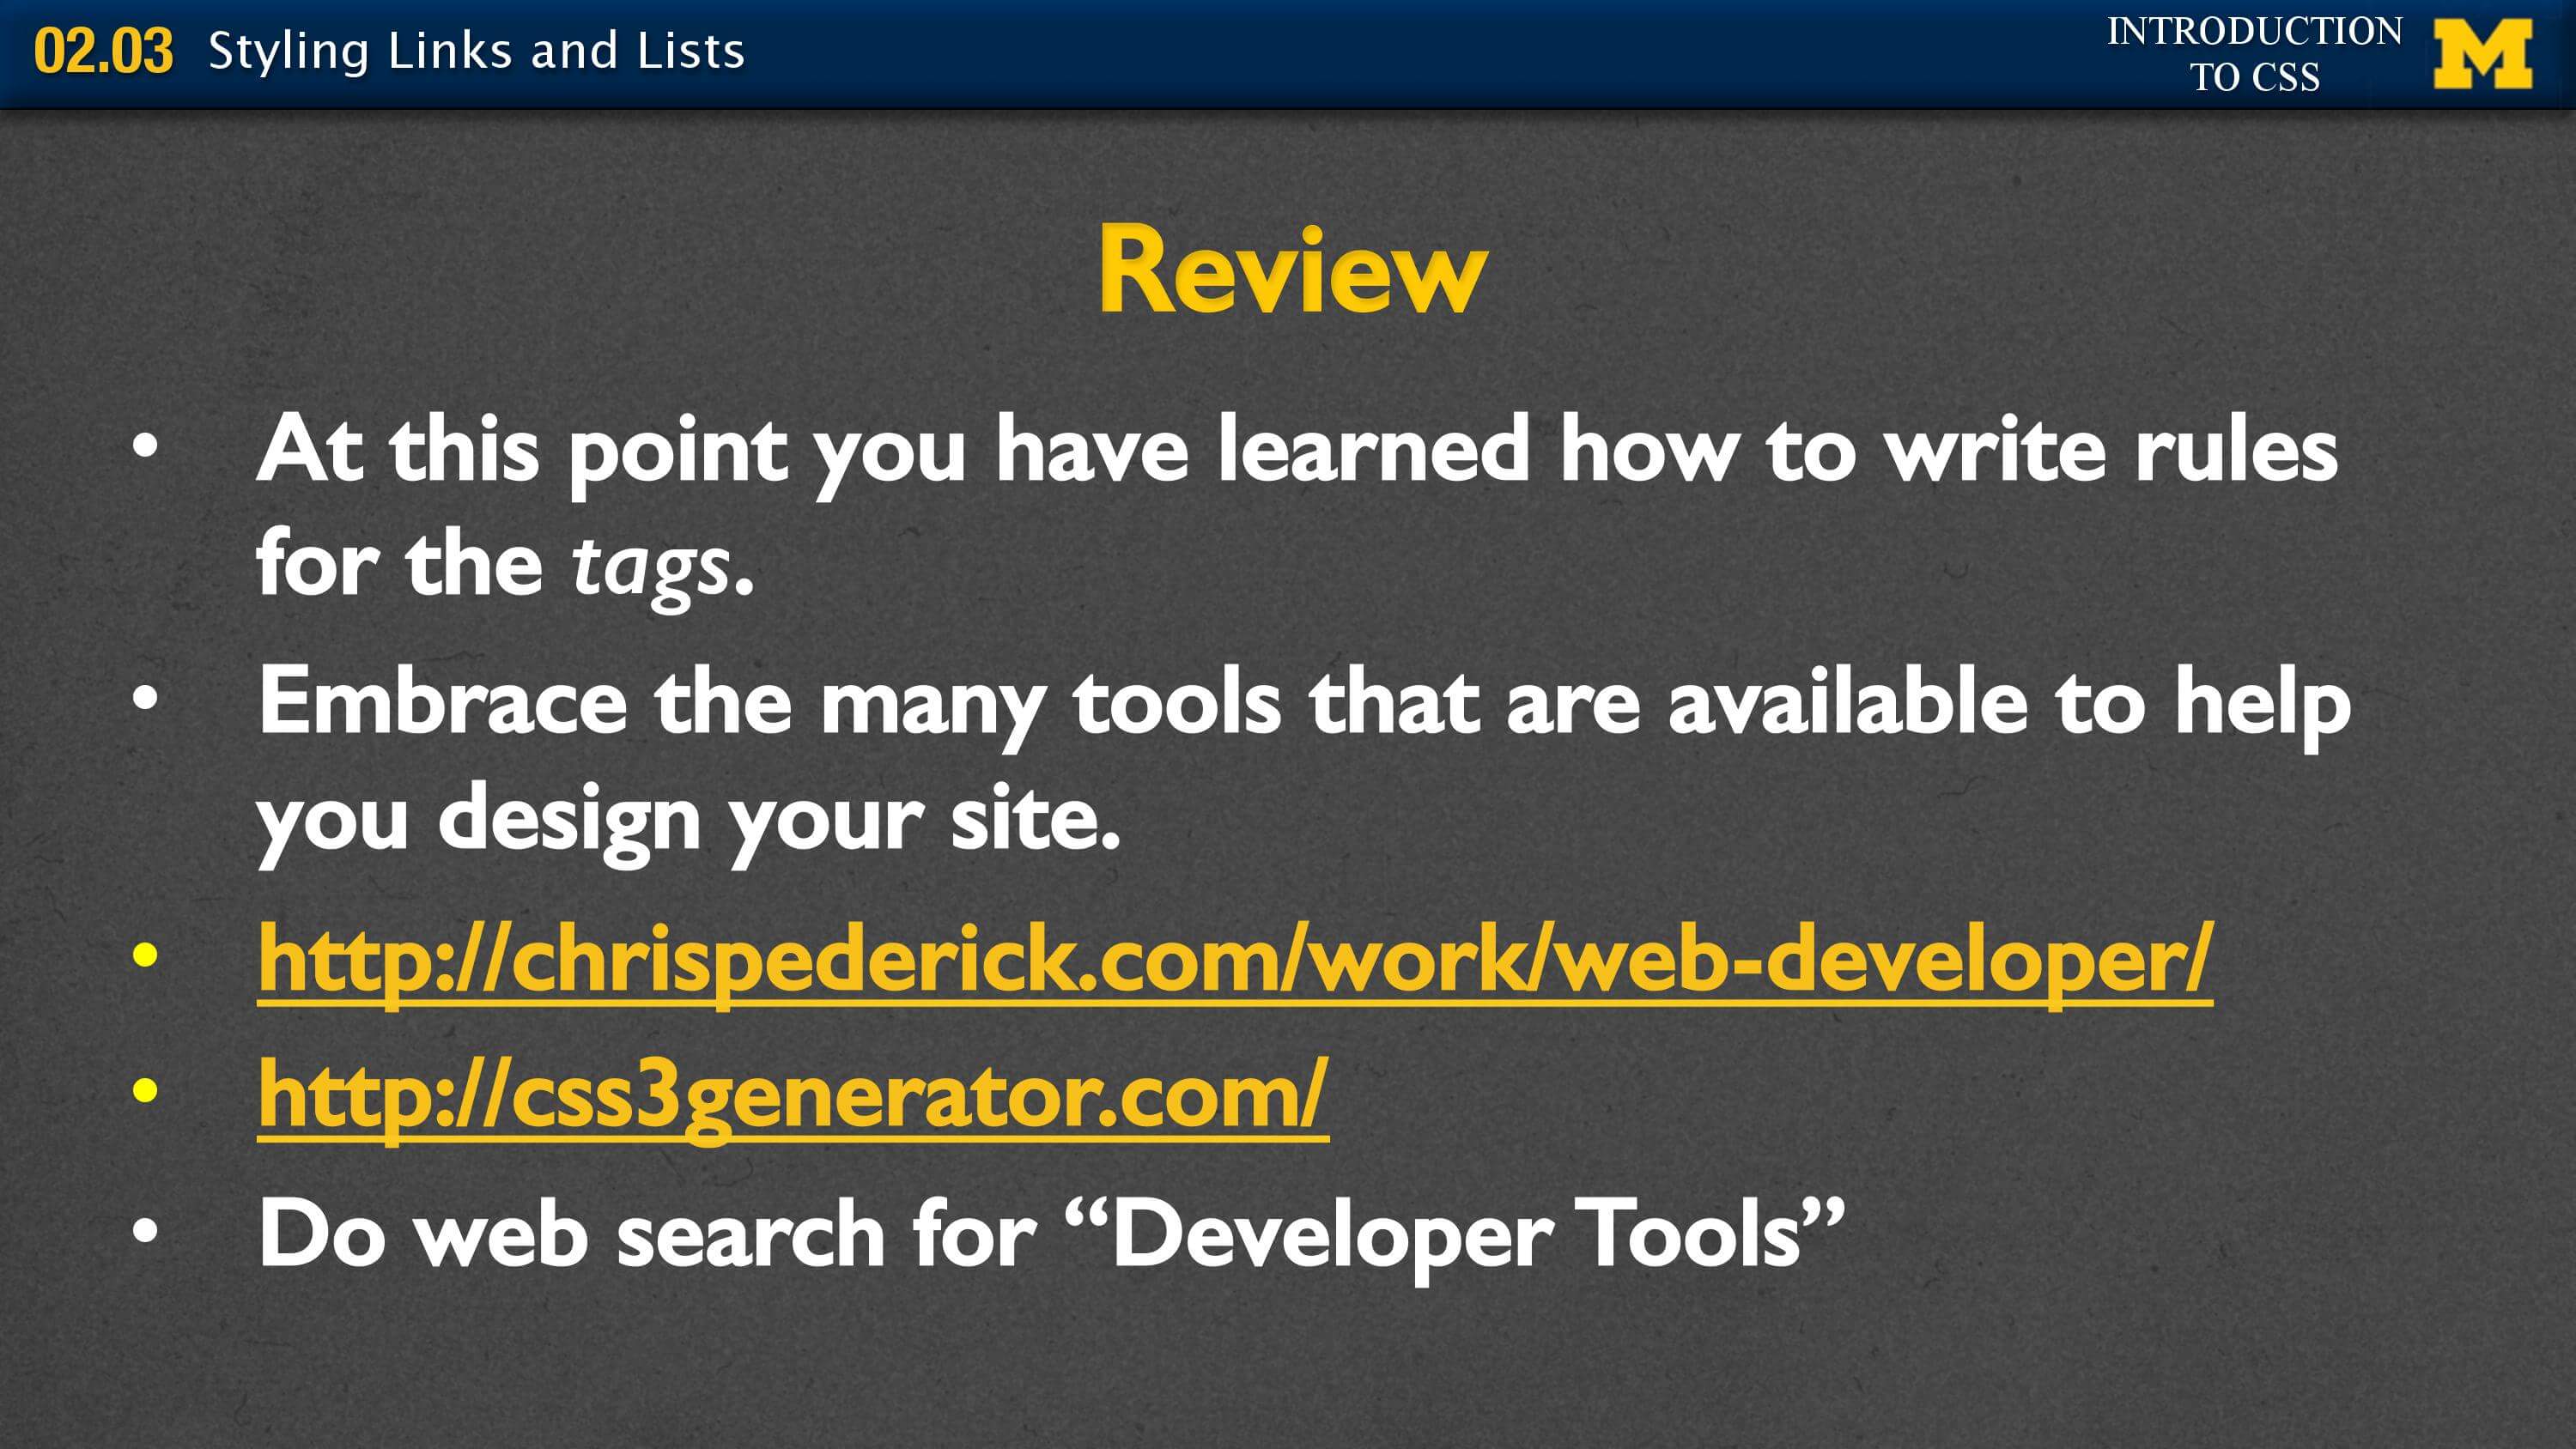 02.03 Styling Links and Lists
INTRODUCTION
TO CSS
M
Review
• At this point you have learned how to write rules
for the tags.
• Embrace the many tools that are available to help
you design your site.
• http://chrispederick.com/work/web-developer/
• http://css3generator.com/
• Do web search for “Developer Tools”